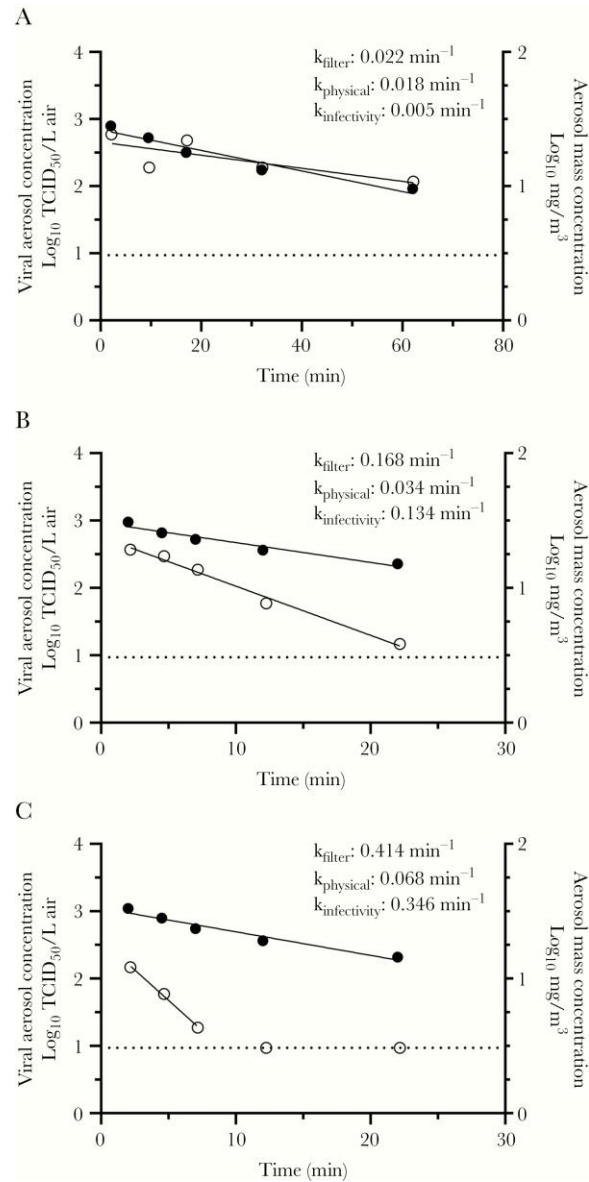 A
k_filter: 0.022 min⁻¹
k_physical: 0.018 min⁻¹
k_infectivity: 0.005 min⁻¹
Viral aerosol concentration
Log₁₀ TCID₅₀/L air
4
3
2
1
0
2
1
0
Aerosol mass concentration
Log₁₀ mg/m³
0 20 40 60 80
Time (min)
B
k_filter: 0.168 min⁻¹
k_physical: 0.034 min⁻¹
k_infectivity: 0.134 min⁻¹
Viral aerosol concentration
Log₁₀ TCID₅₀/L air
4
3
2
1
0
2
1
0
Aerosol mass concentration
Log₁₀ mg/m³
0 10 20 30
Time (min)
C
k_filter: 0.414 min⁻¹
k_physical: 0.068 min⁻¹
k_infectivity: 0.346 min⁻¹
Viral aerosol concentration
Log₁₀ TCID₅₀/L air
4
3
2
1
0
2
1
0
Aerosol mass concentration
Log₁₀ mg/m³
0 10 20 30
Time (min)